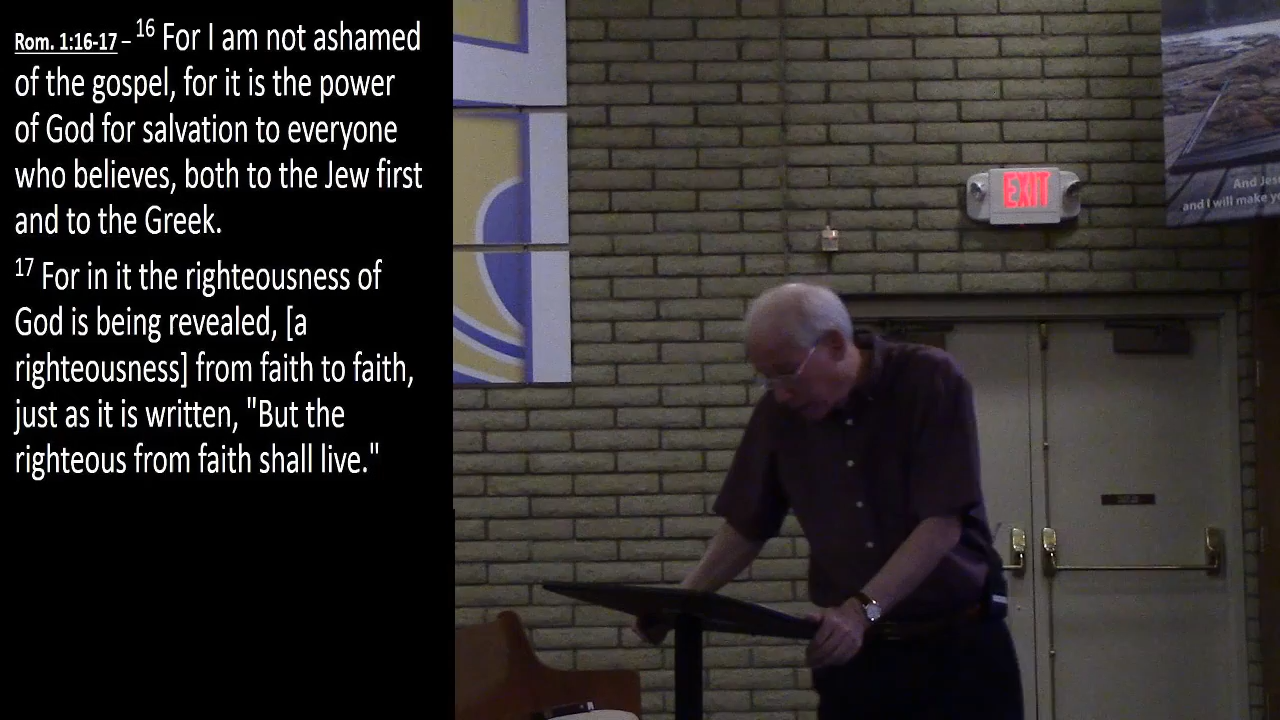 Rom. 1:16-17 – 16 For I am not ashamed
of the gospel, for it is the power
of God for salvation to everyone
who believes, both to the Jew first
and to the Greek.
17 For in it the righteousness of
God is being revealed, [a
righteousness] from faith to faith,
just as it is written, "But the
righteous from faith shall live."
EXIT
And Jes
and I will make yo